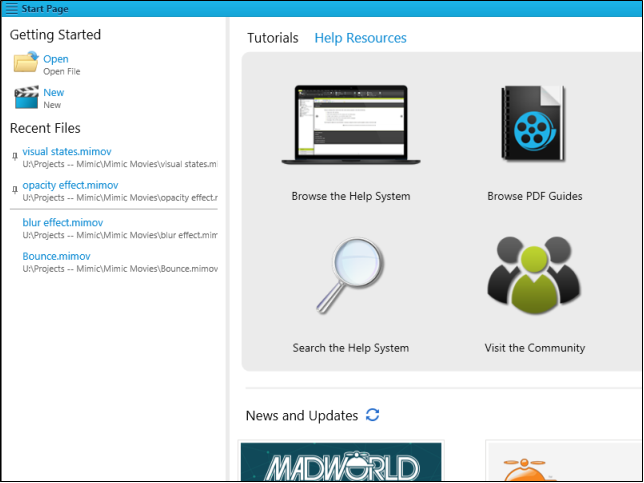 Start Page
Getting Started
Open
Open File
New
New
Recent Files
visual states.mimov
U:\Projects -- Mimic\Mimic Movies\visual states.m
opacity effect.mimov
U:\Projects -- Mimic\Mimic Movies\opacity effect.r
blur effect.mimov
U:\Projects -- Mimic\Mimic Movies\blur effect.mim
Bounce.mimov
U:\Projects -- Mimic\Mimic Movies\Bounce.mimov
Tutorials Help Resources
Browse the Help System Browse PDF Guides
Search the Help System Visit the Community
News and Updates
MADWORLD